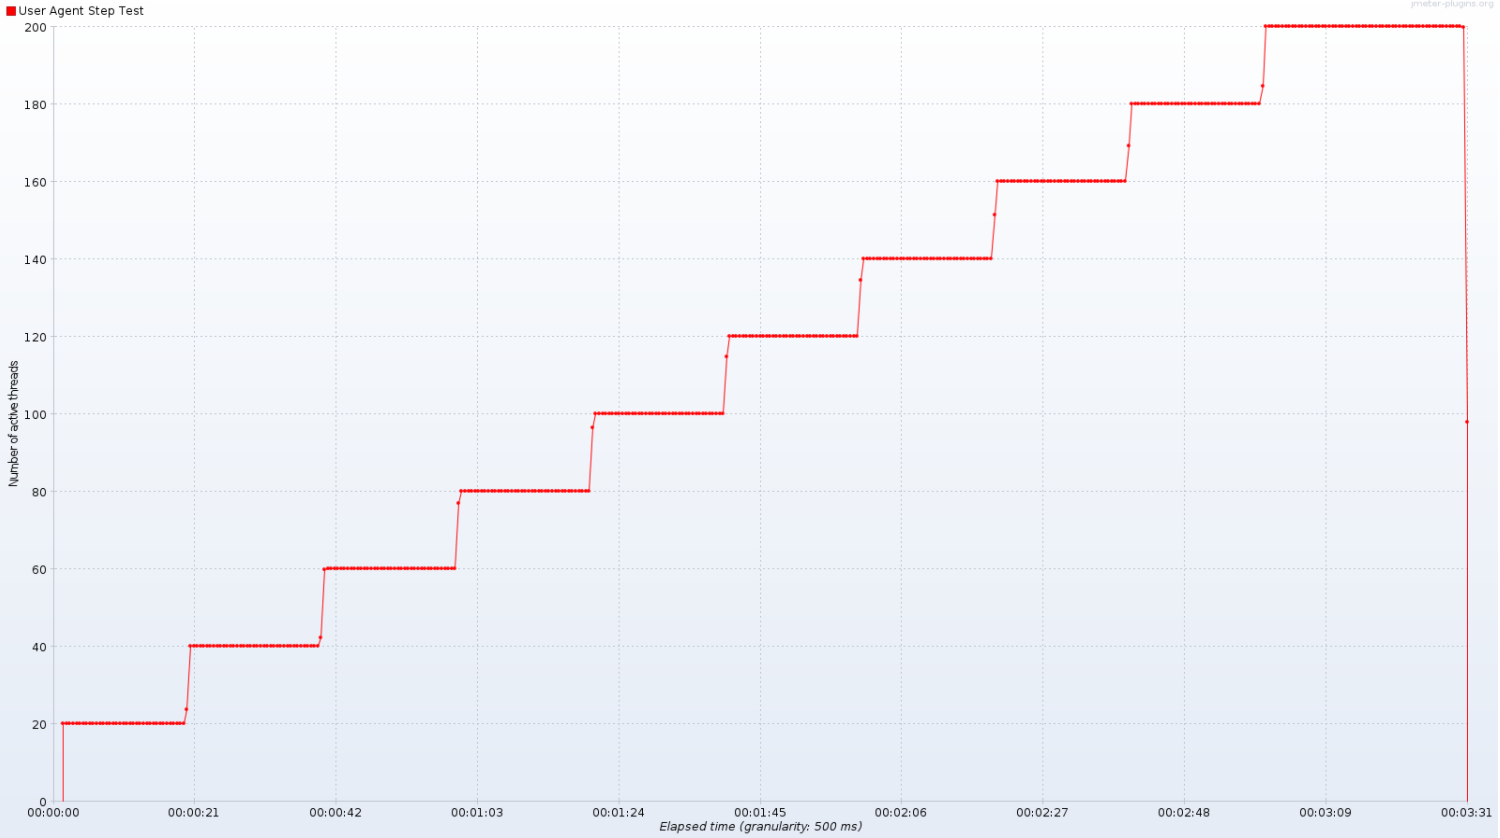 jmeter-plugins.org
User Agent Step Test
200
180
160
140
120
100
80
60
40
20
0
Number of active threads
00:00:00 00:00:21 00:00:42 00:01:03 00:01:24 00:01:45 00:02:06 00:02:27 00:02:48 00:03:09 00:03:31
Elapsed time (granularity: 500 ms)